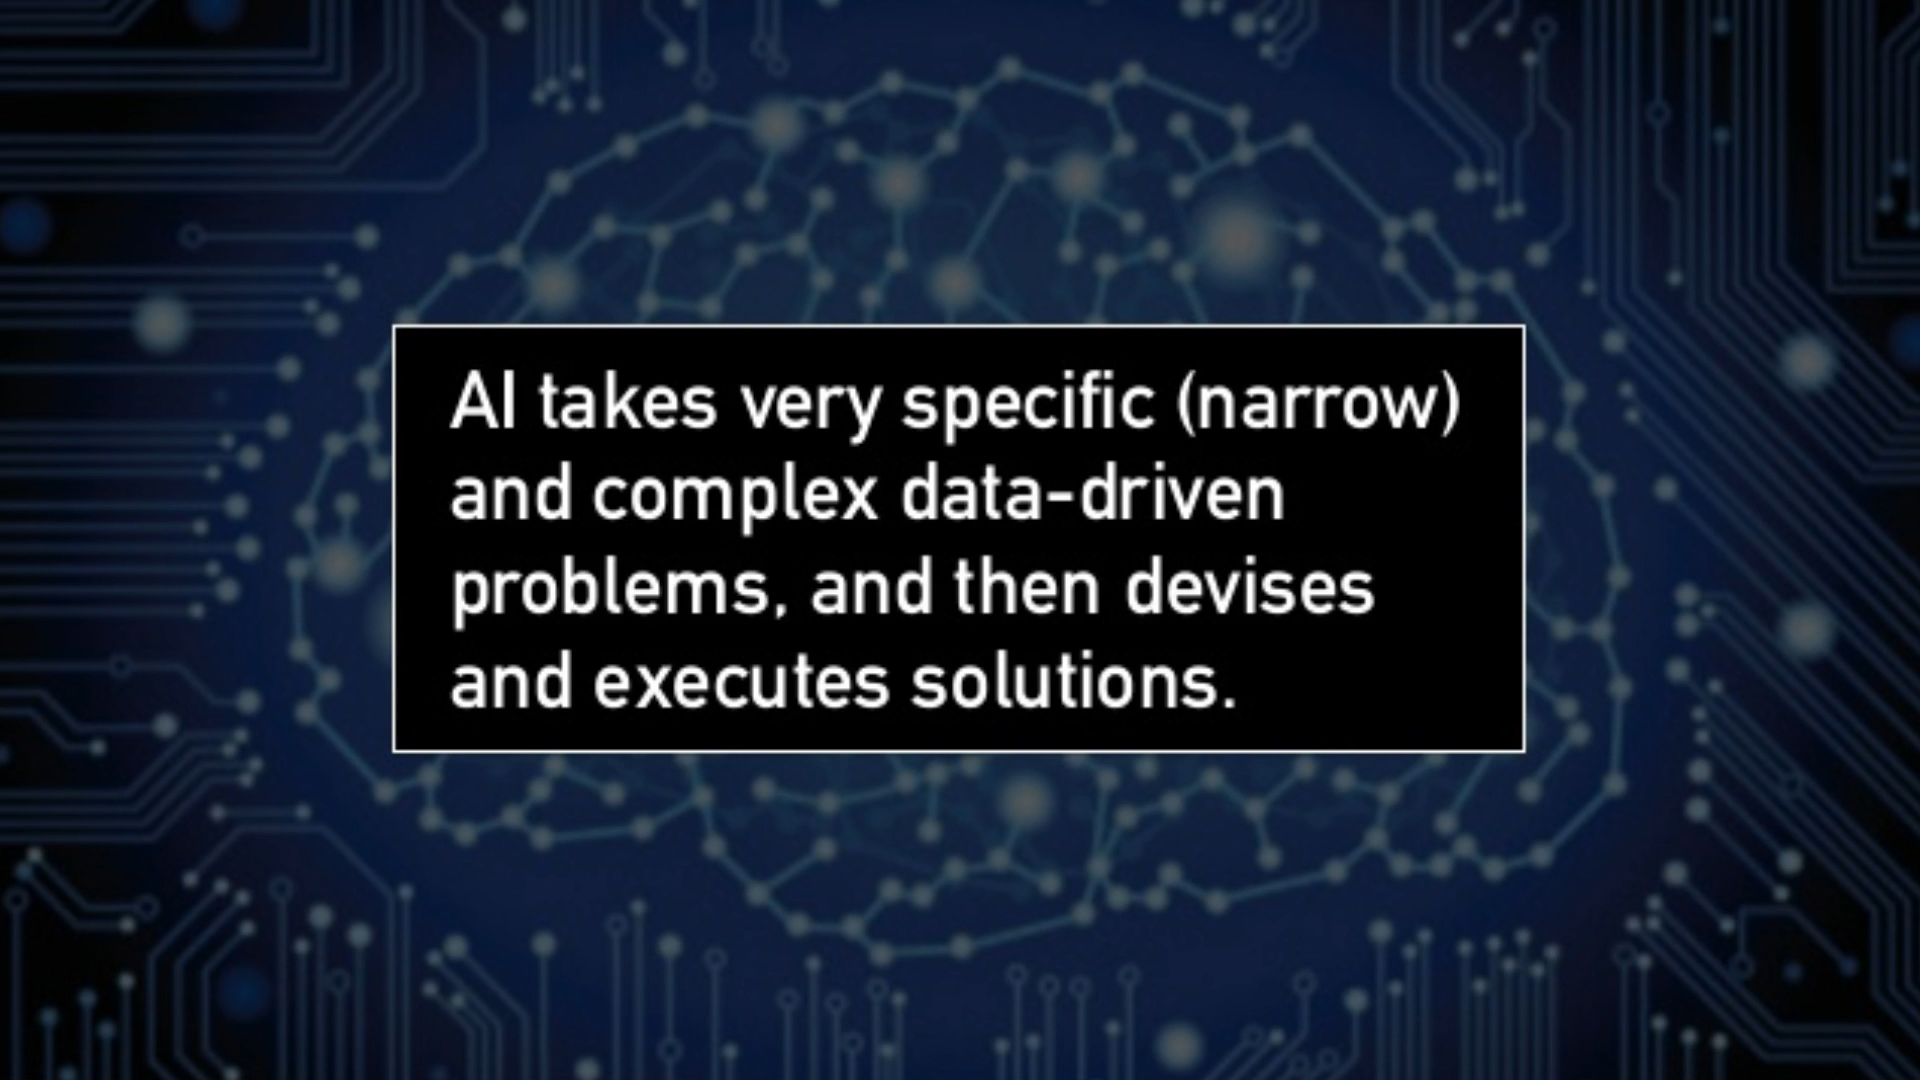 AI takes very specific (narrow)
and complex data-driven
problems, and then devises
and executes solutions.